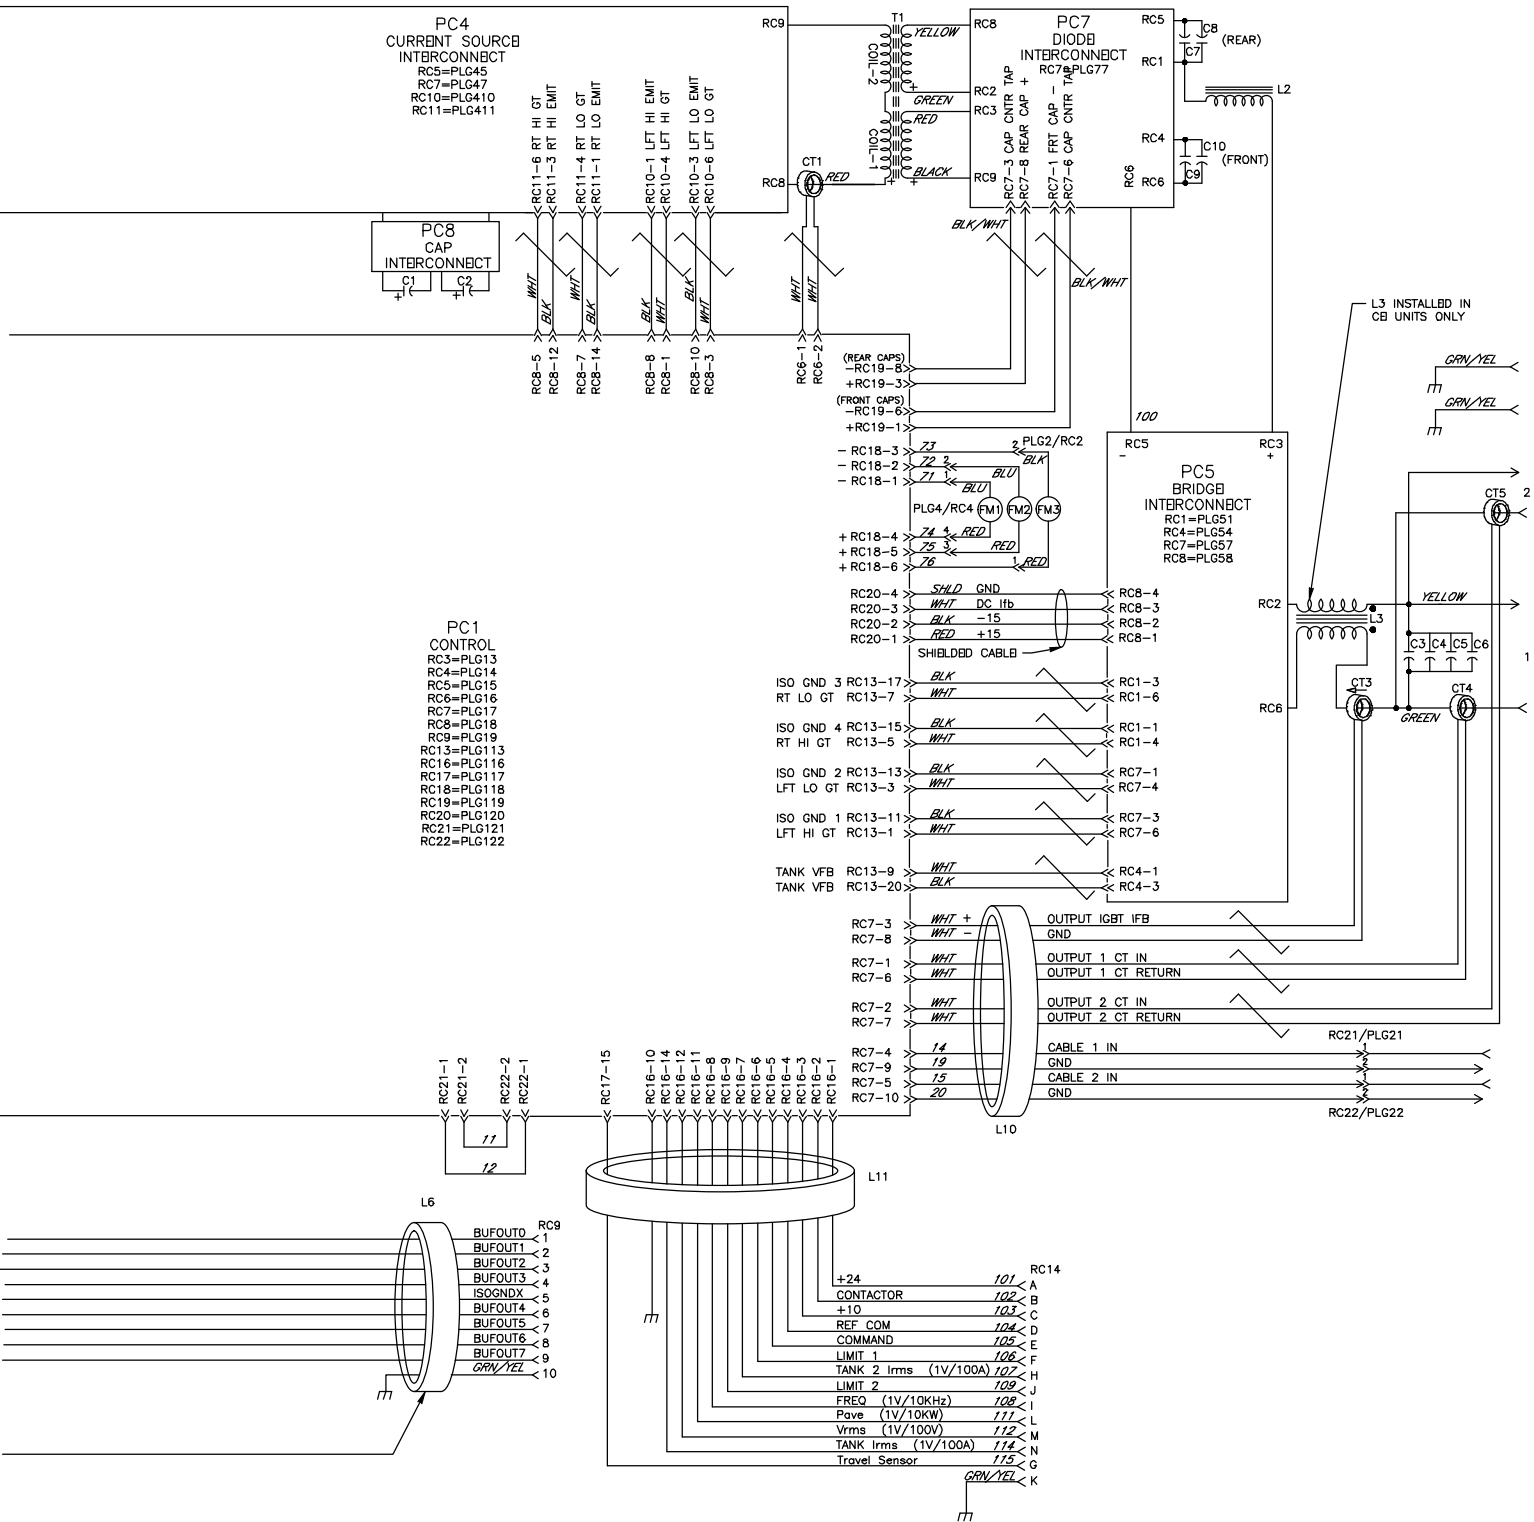 PC4
CURRENT SOURCE
INTERCONNECT
RC5=PLG45
RC7=PLG47
RC10=PLG410
RC11=PLG411
RC9
RC8
RC11-6 RT HI GT
RC11-3 RT HI EMIT
RC11-4 RT LO GT
RC11-1 RT LO EMIT
RC10-1 LFT HI EMIT
RC10-4 LFT HI GT
RC10-3 LFT LO EMIT
RC10-6 LFT LO GT
T1
COIL-2
COIL-1
YELLOW
GREEN
RED
BLACK
+
+
+
CT1
RED
PC7
DIODE
INTERCONNECT
RC7=PLG77
RC8
RC2
RC3
RC9
RC7-3 CAP CNTR TAP
RC7-8 REAR CAP +
RC7-1 FRT CAP -
RC7-6 CAP CNTR TAP
RC6
RC5
RC1
RC4
RC6
C8
C7
(REAR)
L2
C10
C9
(FRONT)
BLK/WHT
BLK/WHT
PC8
CAP
INTERCONNECT
C1
C2
+
+
WHT
BLK
WHT
BLK
BLK
WHT
BLK
WHT
WHT
WHT
RC8-5
RC8-12
RC8-7
RC8-14
RC8-8
RC8-1
RC8-10
RC8-3
RC6-1
RC6-2
L3 INSTALLED IN
CE UNITS ONLY
GRN/YEL
GRN/YEL
(REAR CAPS)
-RC19-8
+RC19-3
(FRONT CAPS)
-RC19-6
+RC19-1
100
- RC18-3 73 2 PLG2/RC2
- RC18-2 72 2 BLK
- RC18-1 71 1 BLU BLU
PLG4/RC4 FM1 FM2 FM3
+ RC18-4 74 4 RED
+ RC18-5 75 3 RED
+ RC18-6 76 1 RED
RC5
-
RC3
+
PC5
BRIDGE
INTERCONNECT
RC1=PLG51
RC4=PLG54
RC7=PLG57
RC8=PLG58
CT5
2
RC20-4 SHLD GND RC8-4
RC20-3 WHT DC Ifb RC8-3
RC20-2 BLK -15 RC8-2
RC20-1 RED +15 RC8-1
SHIELDED CABLE
RC2
YELLOW
L3
C3 C4 C5 C6
1
CT3
CT4
RC6
GREEN
PC1
CONTROL
RC3=PLG13
RC4=PLG14
RC5=PLG15
RC6=PLG16
RC7=PLG17
RC8=PLG18
RC9=PLG19
RC13=PLG113
RC16=PLG116
RC17=PLG117
RC18=PLG118
RC19=PLG119
RC20=PLG120
RC21=PLG121
RC22=PLG122
ISO GND 3 RC13-17 BLK RC1-3
RT LO GT RC13-7 WHT RC1-6
ISO GND 4 RC13-15 BLK RC1-1
RT HI GT RC13-5 WHT RC1-4
ISO GND 2 RC13-13 BLK RC7-1
LFT LO GT RC13-3 WHT RC7-4
ISO GND 1 RC13-11 BLK RC7-3
LFT HI GT RC13-1 WHT RC7-6
TANK VFB RC13-9 WHT RC4-1
TANK VFB RC13-20 BLK RC4-3
RC7-3 WHT + OUTPUT IGBT IFB
RC7-8 WHT - GND
RC7-1 WHT OUTPUT 1 CT IN
RC7-6 WHT OUTPUT 1 CT RETURN
RC7-2 WHT OUTPUT 2 CT IN
RC7-7 WHT OUTPUT 2 CT RETURN
RC21/PLG21
RC7-4 14 CABLE 1 IN 1
RC7-9 19 GND 2
RC7-5 15 CABLE 2 IN 1
RC7-10 20 GND 2
RC22/PLG22
L10
RC21-1
RC21-2
RC22-2
RC22-1
RC17-15
RC16-10
RC16-14
RC16-12
RC16-11
RC16-8
RC16-9
RC16-7
RC16-6
RC16-5
RC16-4
RC16-3
RC16-2
RC16-1
11
12
L11
L6
RC9
BUFOUT0 1
BUFOUT1 2
BUFOUT2 3
BUFOUT3 4
ISOGNDX 5
BUFOUT4 6
BUFOUT5 7
BUFOUT6 8
BUFOUT7 9
GRN/YEL 10
RC14
+24 101 A
CONTACTOR 102 B
+10 103 C
REF COM 104 D
COMMAND 105 E
LIMIT 1 106 F
TANK 2 Irms (1V/100A) 107 H
LIMIT 2 109 J
FREQ (1V/10KHz) 108 I
Pave (1V/10KW) 111 L
Vrms (1V/100V) 112 M
TANK Irms (1V/100A) 114 N
Travel Sensor 115 G
GRN/YEL K